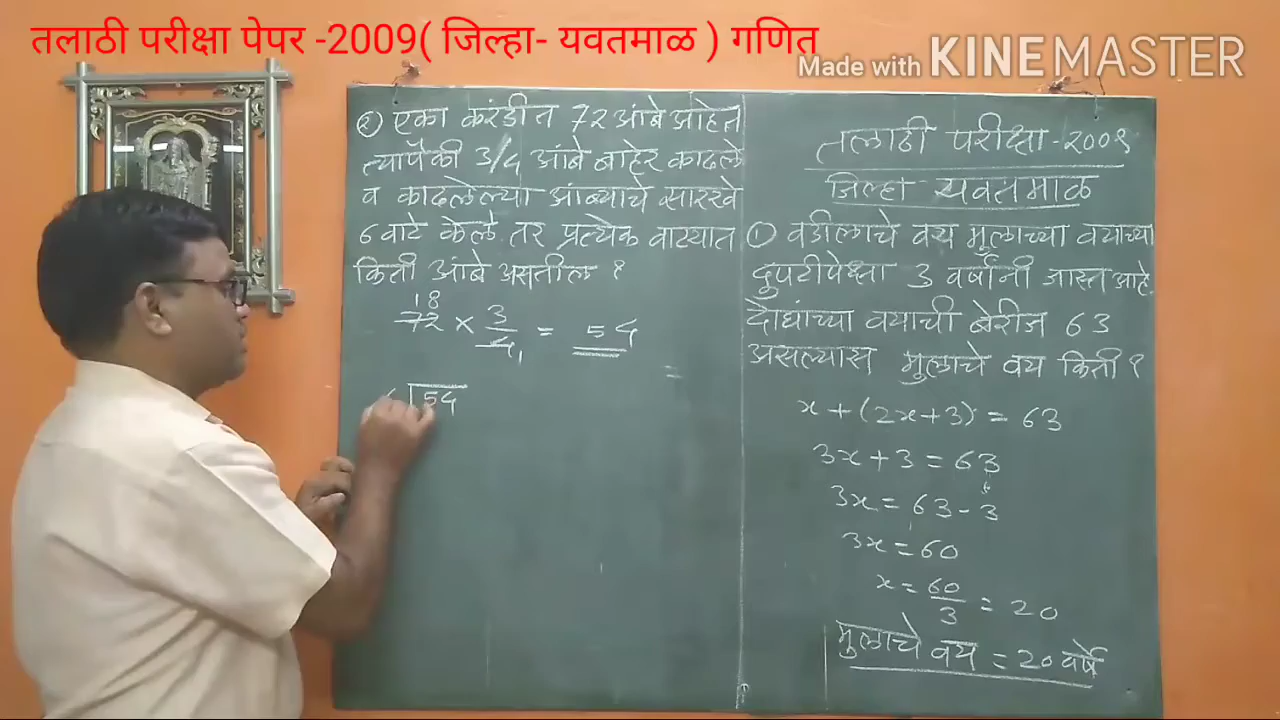 तलाठी परीक्षा पेपर -2009( जिल्हा- यवतमाळ ) गणित
Made with KINEMASTER
② एका करंडीत 72 आंबे आहेत
त्यापैकी 3/4 आंबे बाहेर काढले
व काढलेल्या आंब्याचे सारखे
6 वाटे केले तर प्रत्येक वाट्यात
किती आंबे असतील ?
18
72 × 3/4 1 = 54
=
54
तलाठी परीक्षा - 2009
जिल्हा यवतमाळ
① वडीलाचे वय मूलाच्या वयाच्या
दुपटीपेक्षा 3 वर्षांनी जास्त आहे.
दोघांच्या वयाची बेरीज 63
असल्यास मुलाचे वय किती ?
x + (2x + 3) = 63
3x + 3 = 63
3x = 63 - 3
3x = 60
x = 60/3 = 20
मुलाचे वय = 20 वर्षे